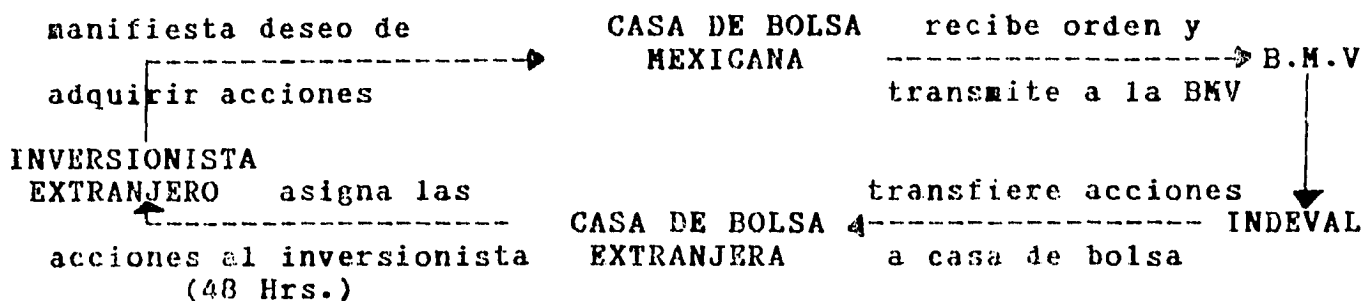 manifiesta deseo de CASA DE BOLSA recibe orden y
MEXICANA B.M.V
adquirir acciones transmite a la BMV
INVERSIONISTA
EXTRANJERO asigna las transfiere acciones
CASA DE BOLSA INDEVAL
acciones al inversionista EXTRANJERA a casa de bolsa
(48 Hrs.)